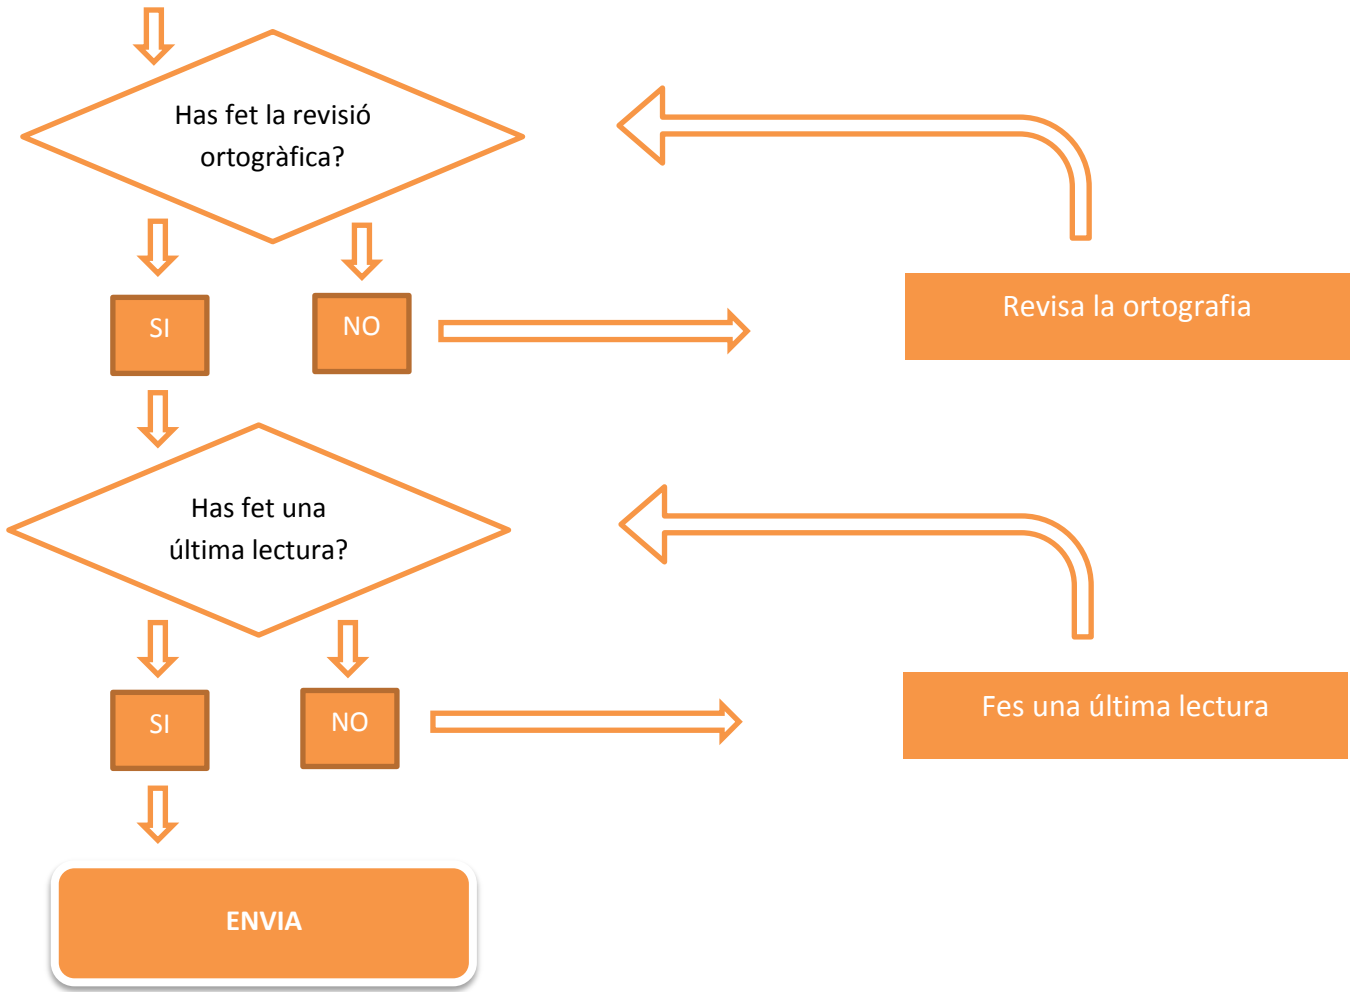 Has fet la revisió
ortogràfica?
SI
NO
Revisa la ortografia
Has fet una
última lectura?
SI
NO
Fes una última lectura
ENVIA